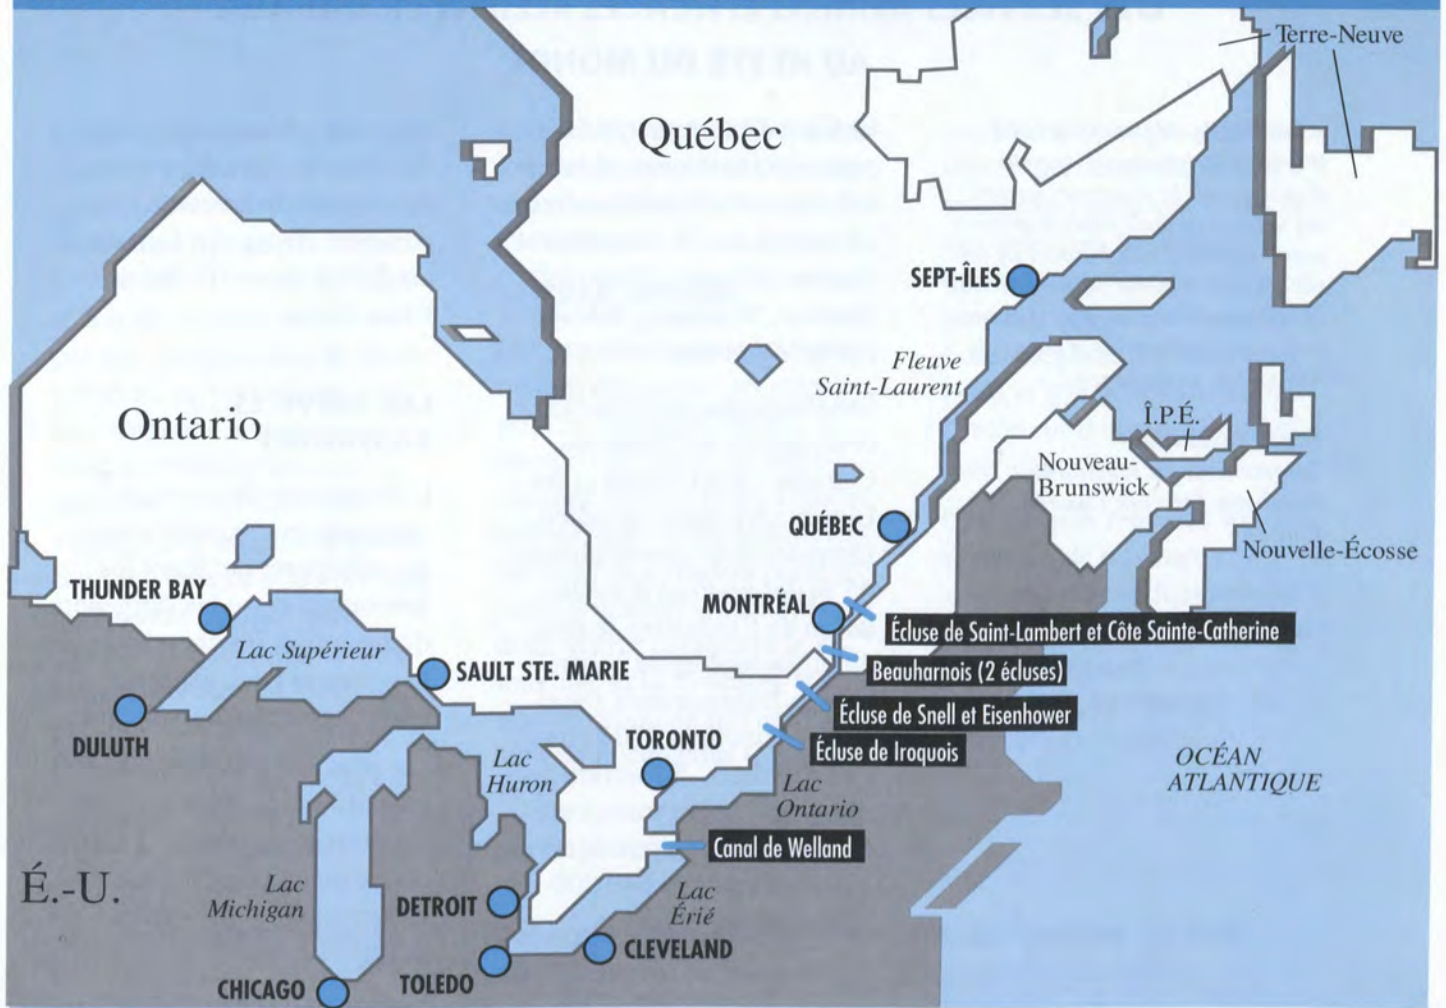 Terre-Neuve
Québec
SEPT-ÎLES
Fleuve
Saint-Laurent
Ontario
Î.P.É.
Nouveau-
Brunswick
QUÉBEC
Nouvelle-Écosse
THUNDER BAY
MONTRÉAL
Écluse de Saint-Lambert et Côte Sainte-Catherine
Lac Supérieur
SAULT STE. MARIE
Beauharnois (2 écluses)
Écluse de Snell et Eisenhower
DULUTH
TORONTO
Écluse de Iroquois
Lac
Huron
OCÉAN
ATLANTIQUE
Lac
Ontario
Canal de Welland
É.-U.
Lac
Michigan
DETROIT
Lac
Érié
CLEVELAND
TOLEDO
CHICAGO